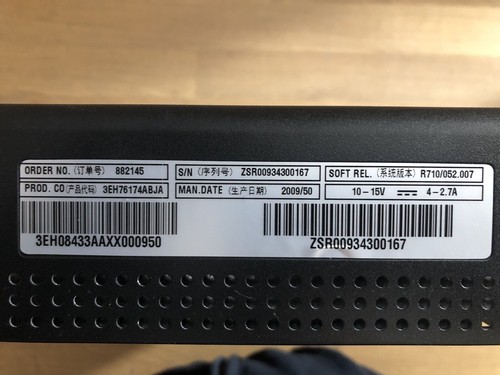 ORDER NO. (订单号) 882145 S/N (序列号) ZSR00934300167 SOFT REL. (系统版本) R710/052.007
PROD. CO (产品代码) 3EH76174ABJA MAN.DATE (生产日期) 2009/50 10-15V ⎓ 4-2.7A
3EH08433AAXX000950 ZSR00934300167